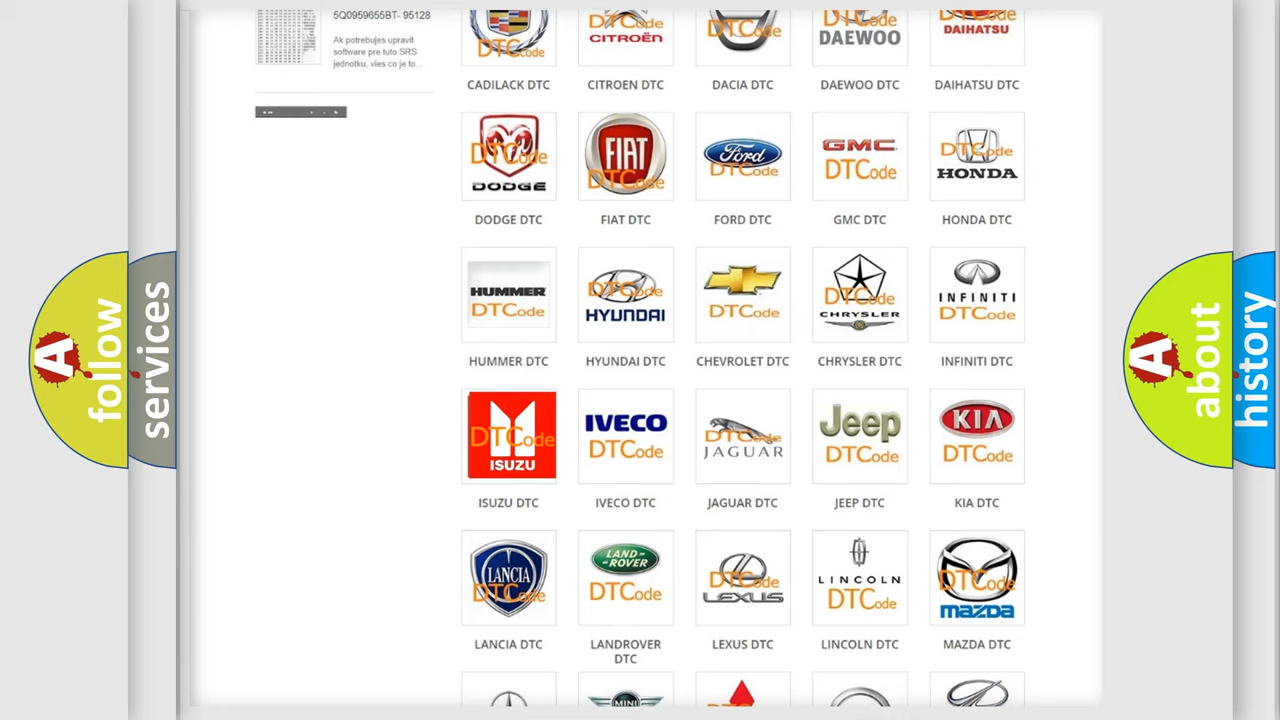 5Q0959655BT- 95128
Ak potrebujes upravit
software pre tuto SRS
jednotku, vies co je to...
DTCode
DTCode
CITROËN
DTCode
DAEWOO
DAIHATSU
CADILACK DTC
CITROEN DTC
DACIA DTC
DAEWOO DTC
DAIHATSU DTC
DTCode
DODGE
FIAT
DTCode
Ford
DTCode
GMC
DTCode
DTCode
HONDA
DODGE DTC
FIAT DTC
FORD DTC
GMC DTC
HONDA DTC
HUMMER
DTCode
DTCode
HYUNDAI
DTCode
DTCode
CHRYSLER
INFINITI
DTCode
HUMMER DTC
HYUNDAI DTC
CHEVROLET DTC
CHRYSLER DTC
INFINITI DTC
DTCode
ISUZU
IVECO
DTCode
DTCode
JAGUAR
Jeep
DTCode
KIA
DTCode
ISUZU DTC
IVECO DTC
JAGUAR DTC
JEEP DTC
KIA DTC
LANCIA
DTCode
LAND-
ROVER
DTCode
DTCode
LEXUS
LINCOLN
DTCode
DTCode
mazda
LANCIA DTC
LANDROVER
DTC
LEXUS DTC
LINCOLN DTC
MAZDA DTC
MINI
A
follow
services
A
about
history